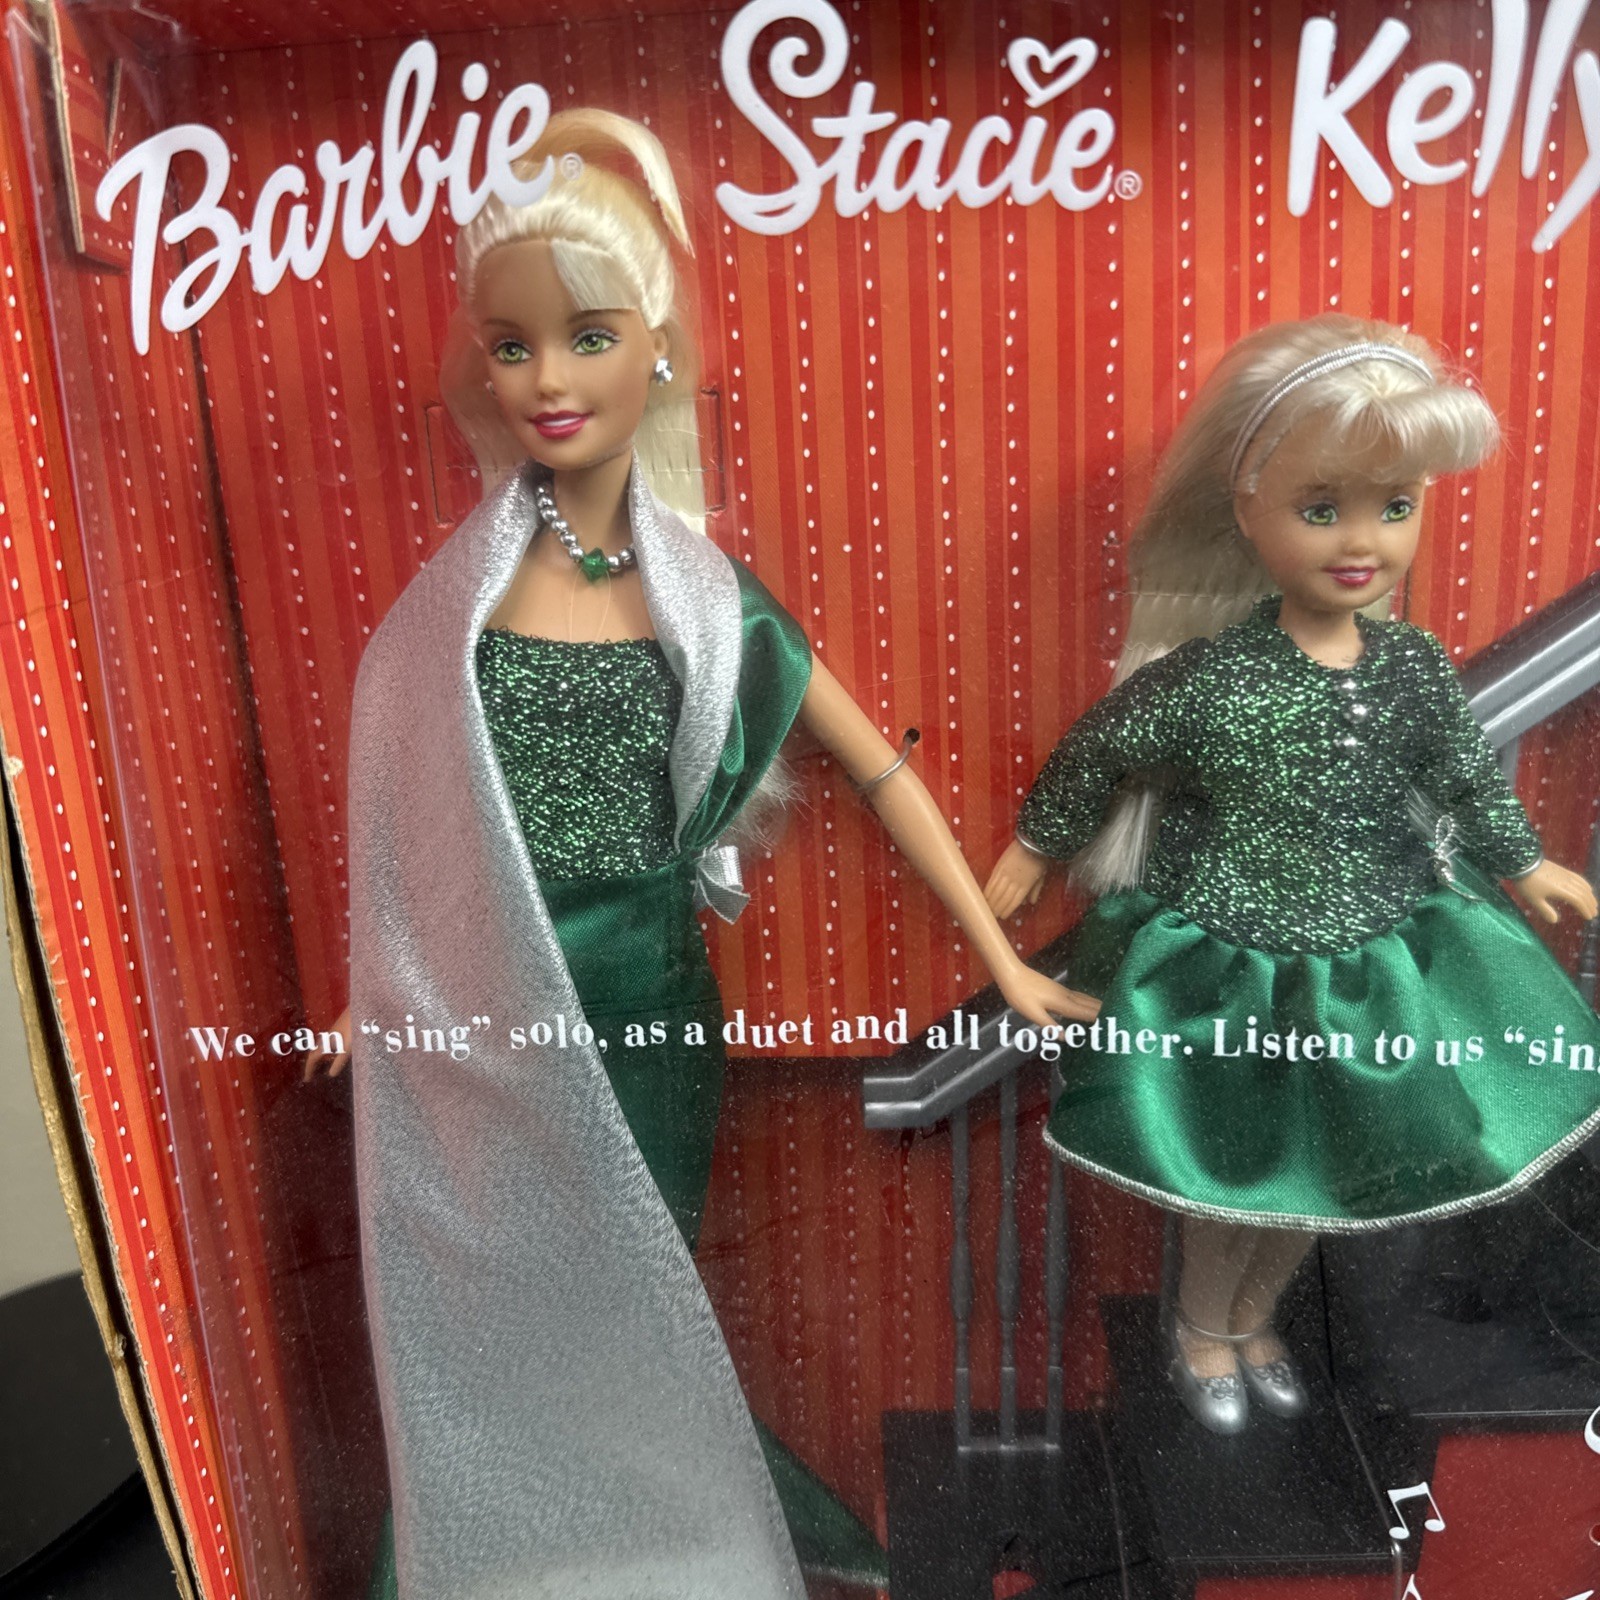 Barbie®
Stacie®
Kelly
We can “sing” solo, as a duet and all together. Listen to us “sin